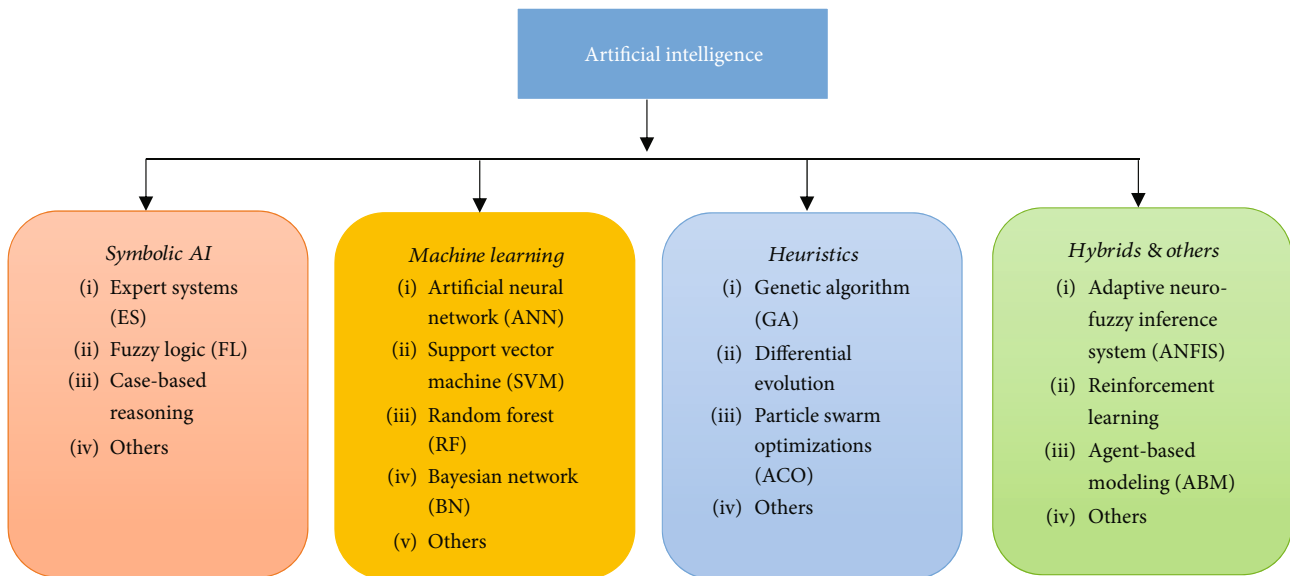 Artificial intelligence
Symbolic AI
(i) Expert systems
(ES)
(ii) Fuzzy logic (FL)
(iii) Case-based
reasoning
(iv) Others
Machine learning
(i) Artificial neural
network (ANN)
(ii) Support vector
machine (SVM)
(iii) Random forest
(RF)
(iv) Bayesian network
(BN)
(v) Others
Heuristics
(i) Genetic algorithm
(GA)
(ii) Differential
evolution
(iii) Particle swarm
optimizations
(ACO)
(iv) Others
Hybrids & others
(i) Adaptive neuro-
fuzzy inference
system (ANFIS)
(ii) Reinforcement
learning
(iii) Agent-based
modeling (ABM)
(iv) Others